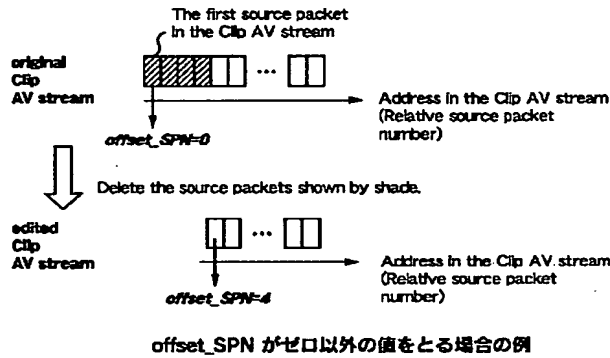 The first source packet
in the Clip AV stream
original
Clip
AV stream
...
Address in the Clip AV stream
(Relative source packet
number)
offset_SPN=0
Delete the source packets shown by shade.
edited
Clip
AV stream
...
Address in the Clip AV stream
(Relative source packet
number)
offset_SPN=4
offset_SPN がゼロ以外の値をとる場合の例